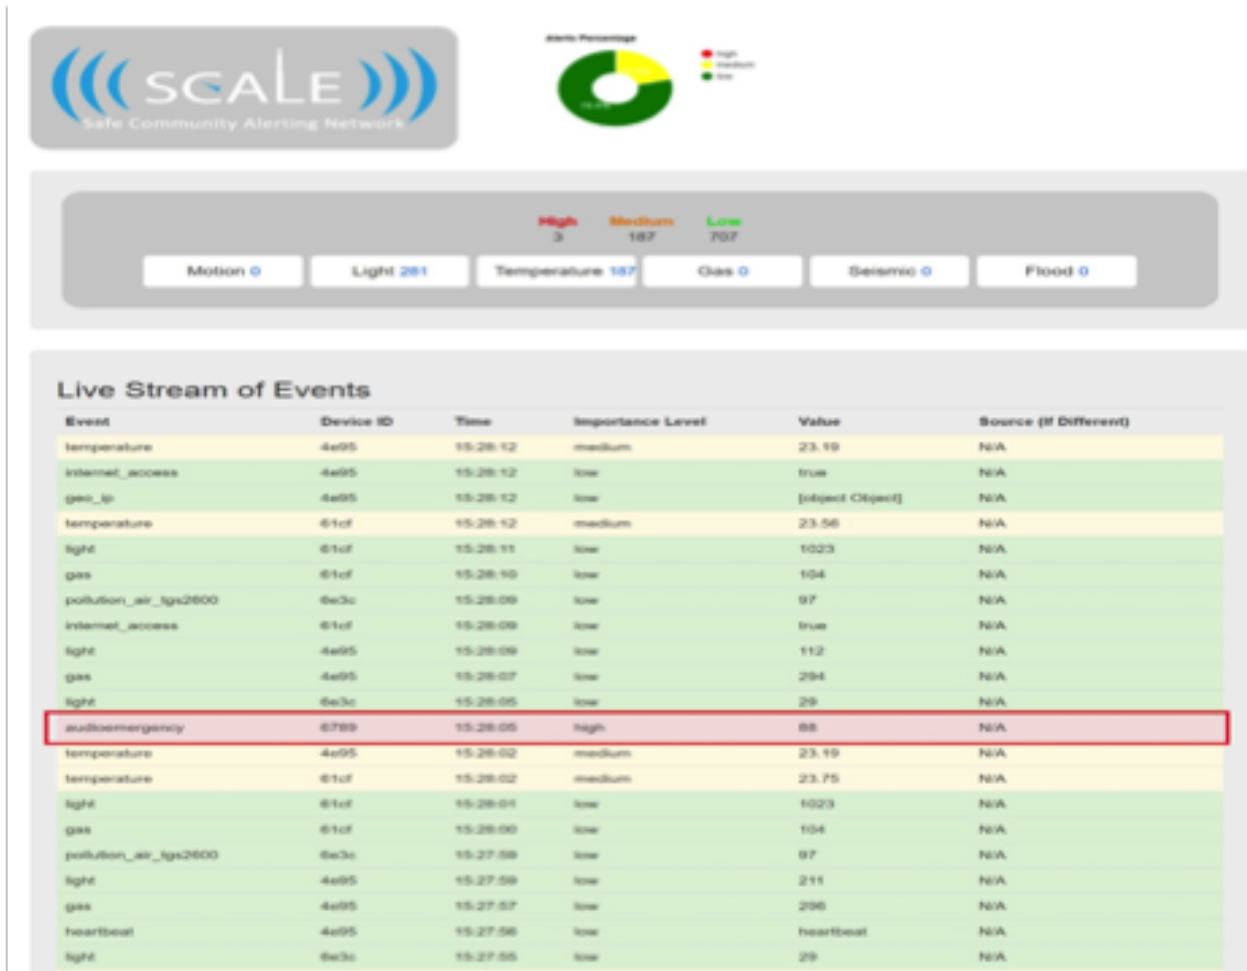 SCALE
Safe Community Alerting Network
Alerts Percentage
high
medium
low
High Medium Low
3 187 707
Motion 0 Light 281 Temperature 187 Gas 0 Seismic 0 Flood 0
Live Stream of Events
Event Device ID Time Importance Level Value Source (If Different)
temperature 4e95 15:28:12 medium 23.19 N/A
internet_access 4e95 15:28:12 low true N/A
geo_ip 4e95 15:28:12 low [object Object] N/A
temperature 61cf 15:28:12 medium 23.56 N/A
light 61cf 15:28:11 low 1023 N/A
gas 61cf 15:28:10 low 104 N/A
pollution_air_tgs2600 6e3c 15:28:09 low 97 N/A
internet_access 61cf 15:28:09 low true N/A
light 4e95 15:28:09 low 112 N/A
gas 4e95 15:28:07 low 294 N/A
light 6e3c 15:28:05 low 29 N/A
audioemergency 6789 15:28:05 high 88 N/A
temperature 4e95 15:28:02 medium 23.19 N/A
temperature 61cf 15:28:02 medium 23.75 N/A
light 61cf 15:28:01 low 1023 N/A
gas 61cf 15:28:00 low 104 N/A
pollution_air_tgs2600 6e3c 15:27:59 low 97 N/A
light 4e95 15:27:59 low 211 N/A
gas 4e95 15:27:57 low 296 N/A
heartbeat 4e95 15:27:56 low heartbeat N/A
light 6e3c 15:27:55 low 29 N/A